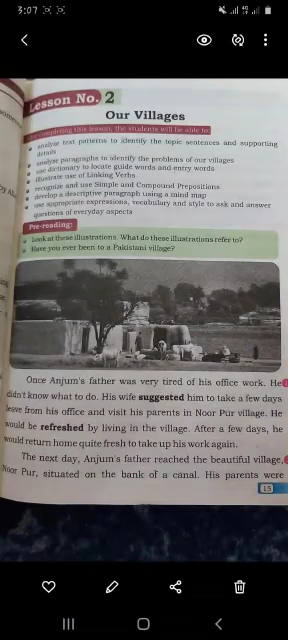 3:07
Lesson No. 2
Our Villages
completing this lesson, the students will be able to:
analyze text patterns to identify the topic sentences and supporting
details
analyze paragraphs to identify the problems of our villages
use dictionary to locate guide words and entry words
illustrate use of Linking Verbs
recognize and use Simple and Compound Prepositions
develop a descriptive paragraph using a mind map
use appropriate expressions, vocabulary and style to ask and answer
questions of everyday aspects
Pre-reading:
Look at these illustrations. What do these illustrations refer to?
Have you ever been to a Pakistani village?
Once Anjum's father was very tired of his office work. He
didn't know what to do. His wife suggested him to take a few days
leave from his office and visit his parents in Noor Pur village. He
would be refreshed by living in the village. After a few days, he
would return home quite fresh to take up his work again.
The next day, Anjum's father reached the beautiful village,
Noor Pur, situated on the bank of a canal. His parents were
15